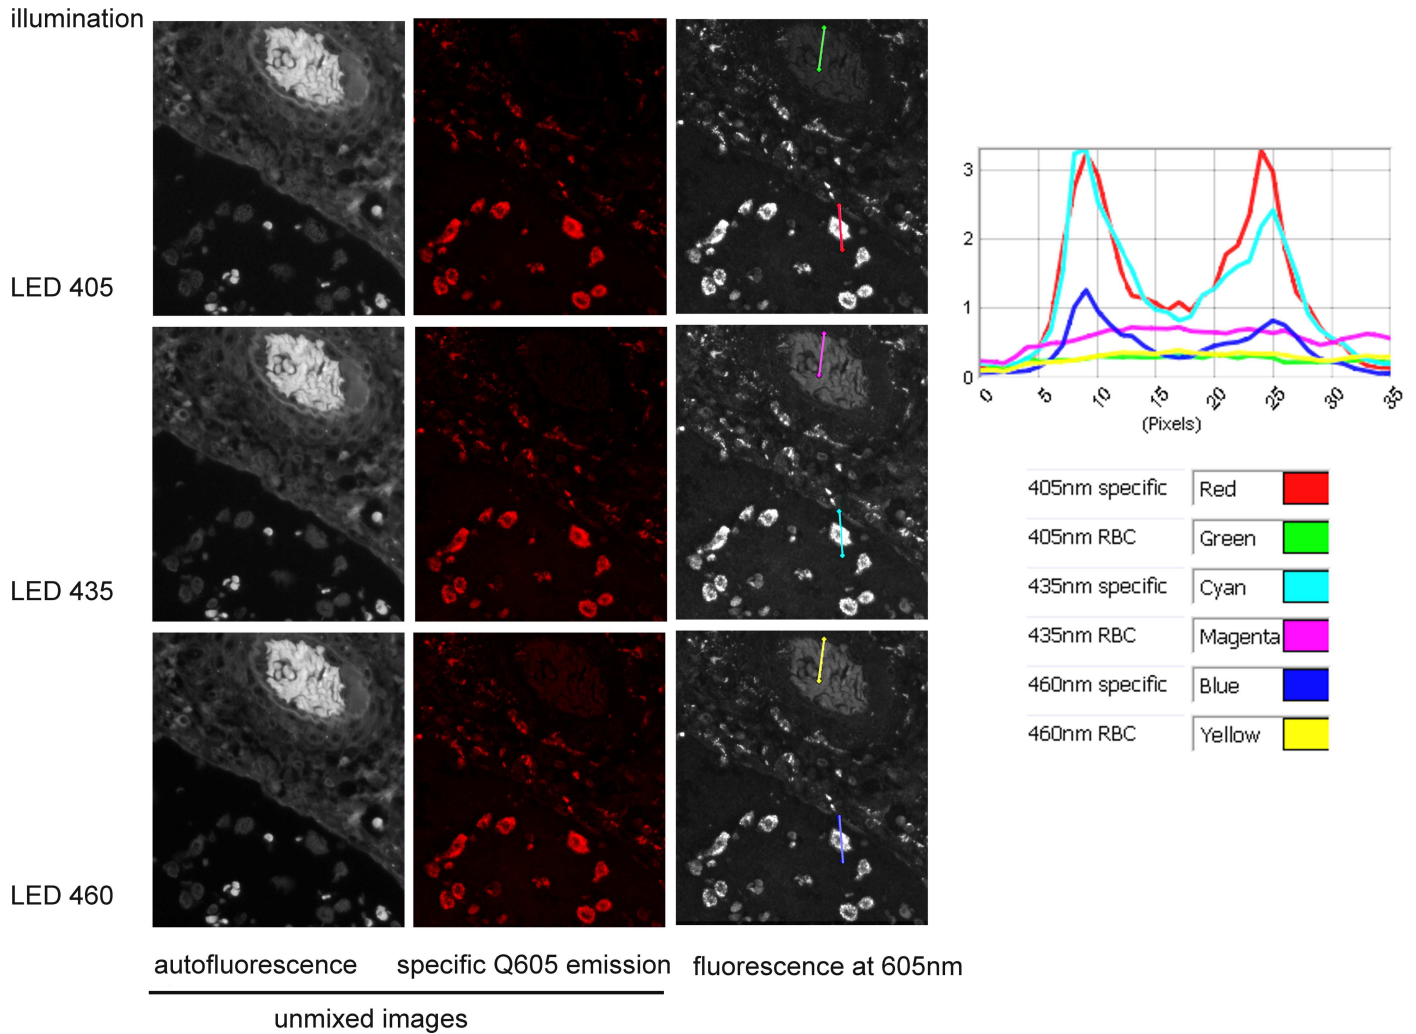 illumination
LED 405
LED 435
LED 460
autofluorescence
specific Q605 emission
fluorescence at 605nm
unmixed images
3
2
1
0
0
5
10
15
20
25
30
35
(Pixels)
405nm specific Red
405nm RBC Green
435nm specific Cyan
435nm RBC Magenta
460nm specific Blue
460nm RBC Yellow